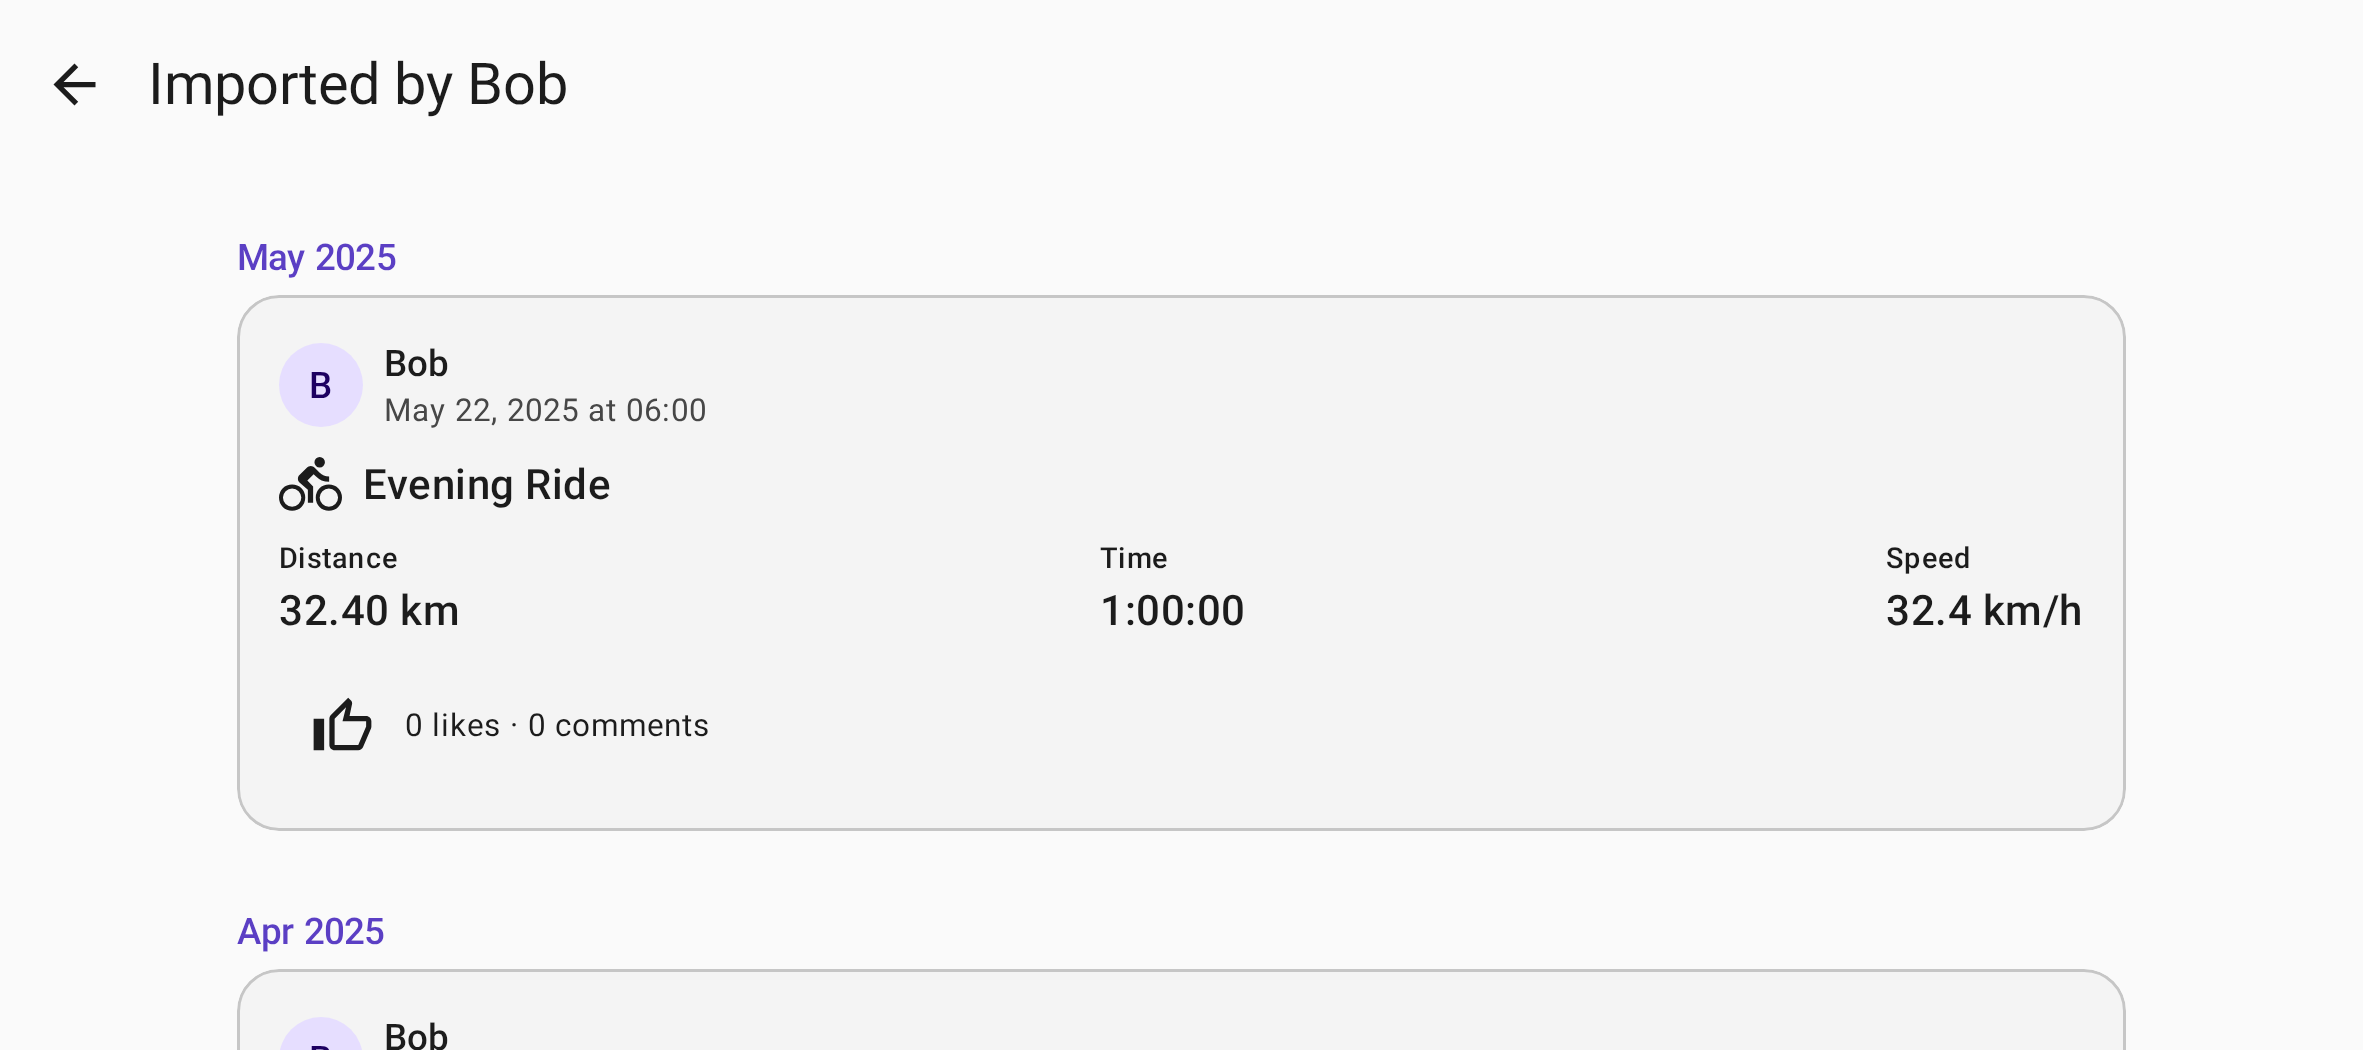 Imported by Bob
May 2025
B
Bob
May 22, 2025 at 06:00
Evening Ride
Distance
Time
Speed
32.40 km
1:00:00
32.4 km/h
0 likes · 0 comments
Apr 2025
Bob